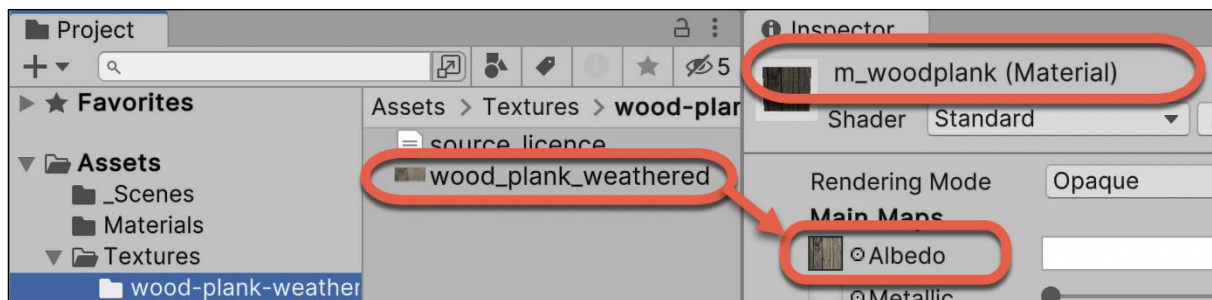 Project
5
Favorites
Assets
_Scenes
Materials
Textures
wood-plank-weather
Assets > Textures > wood-plar
source_licence
wood_plank_weathered
Inspector
m_woodplank (Material)
Shader Standard
Rendering Mode Opaque
Main Maps
Albedo
Metallic